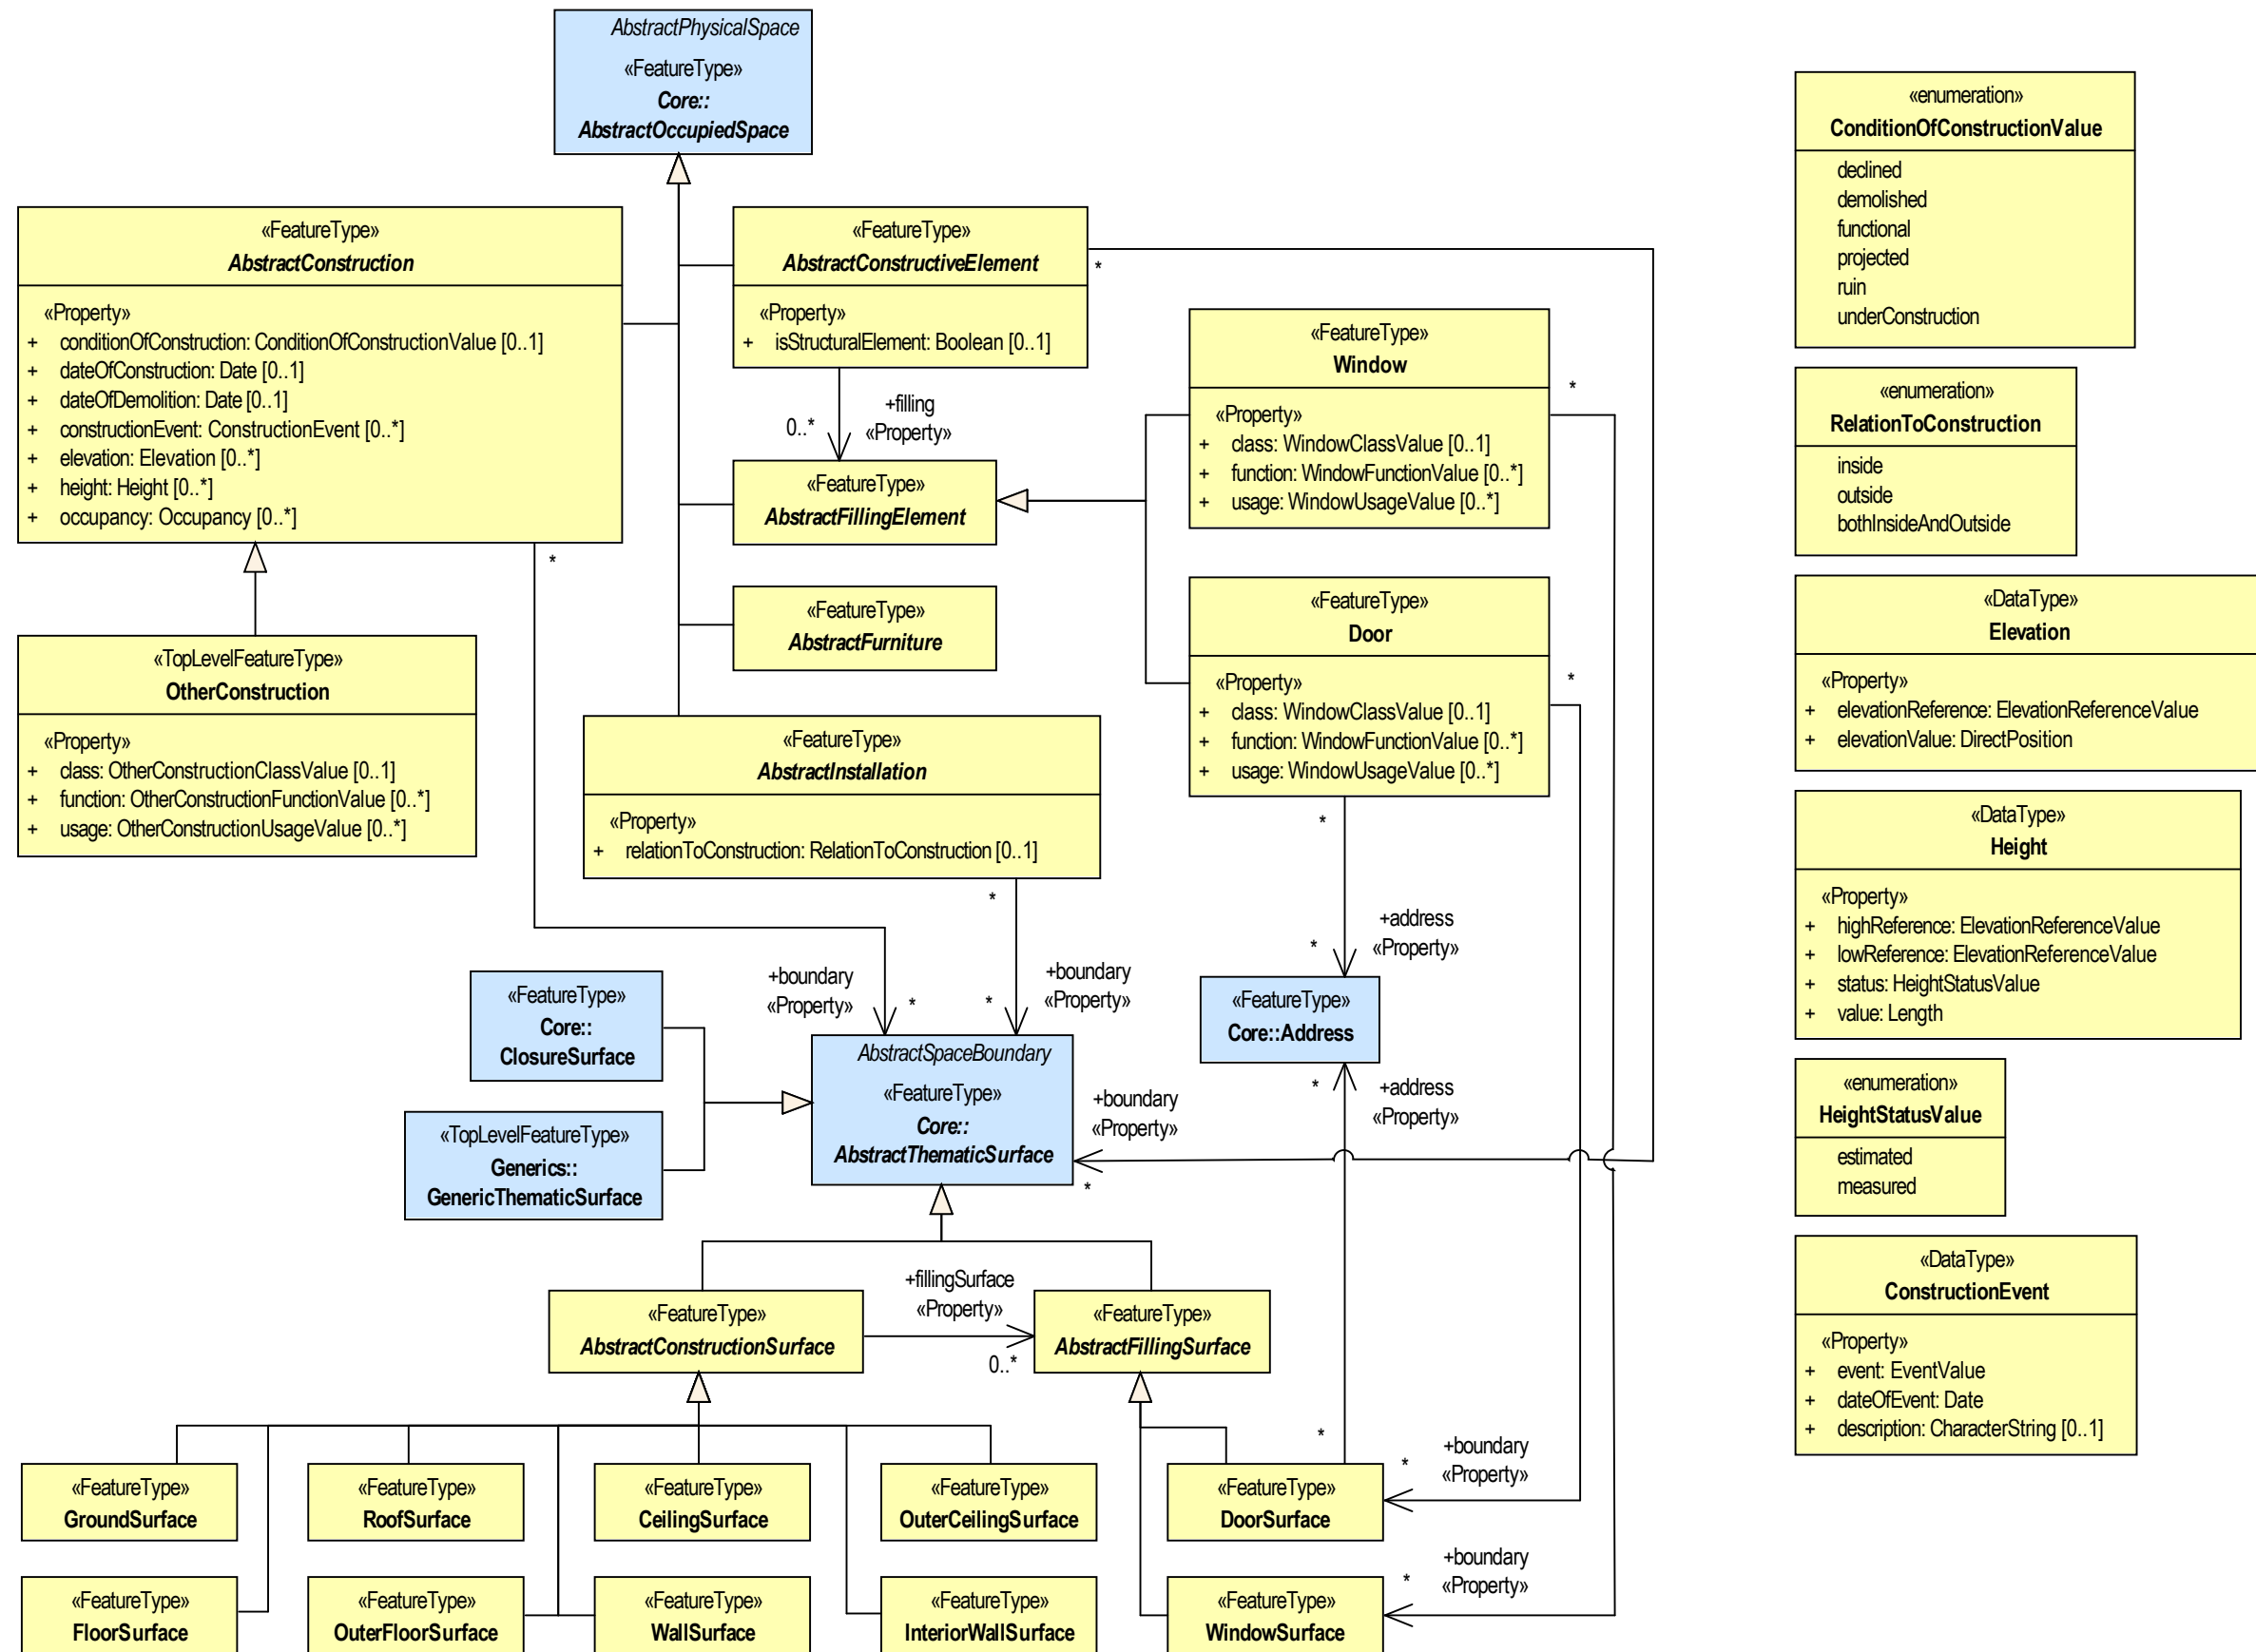 AbstractPhysicalSpace
«FeatureType»
Core::
AbstractOccupiedSpace
«FeatureType»
AbstractConstruction
«Property»
+ conditionOfConstruction: ConditionOfConstructionValue [0..1]
+ dateOfConstruction: Date [0..1]
+ dateOfDemolition: Date [0..1]
+ constructionEvent: ConstructionEvent [0..*]
+ elevation: Elevation [0..*]
+ height: Height [0..*]
+ occupancy: Occupancy [0..*]
*
«FeatureType»
AbstractConstructiveElement
«Property»
+ isStructuralElement: Boolean [0..1]
*
+filling
0..*
«Property»
«FeatureType»
AbstractFillingElement
«FeatureType»
AbstractFurniture
«FeatureType»
Window
«Property»
+ class: WindowClassValue [0..1]
+ function: WindowFunctionValue [0..*]
+ usage: WindowUsageValue [0..*]
*
«FeatureType»
Door
«Property»
+ class: WindowClassValue [0..1]
+ function: WindowFunctionValue [0..*]
+ usage: WindowUsageValue [0..*]
*
*
«TopLevelFeatureType»
OtherConstruction
«Property»
+ class: OtherConstructionClassValue [0..1]
+ function: OtherConstructionFunctionValue [0..*]
+ usage: OtherConstructionUsageValue [0..*]
«FeatureType»
AbstractInstallation
«Property»
+ relationToConstruction: RelationToConstruction [0..1]
*
+boundary
«Property»
*
+boundary
«Property»
*
+address
«Property»
*
«FeatureType»
Core::
ClosureSurface
«TopLevelFeatureType»
Generics::
GenericThematicSurface
AbstractSpaceBoundary
«FeatureType»
Core::
AbstractThematicSurface
+boundary
«Property»
*
«FeatureType»
Core::Address
*
+address
«Property»
«FeatureType»
AbstractConstructionSurface
+fillingSurface
«Property»
0..*
«FeatureType»
AbstractFillingSurface
«FeatureType»
GroundSurface
«FeatureType»
RoofSurface
«FeatureType»
CeilingSurface
«FeatureType»
OuterCeilingSurface
*
«FeatureType»
DoorSurface
+boundary
«Property»
*
«FeatureType»
FloorSurface
«FeatureType»
OuterFloorSurface
«FeatureType»
WallSurface
«FeatureType»
InteriorWallSurface
«FeatureType»
WindowSurface
+boundary
«Property»
*
«enumeration»
ConditionOfConstructionValue
declined
demolished
functional
projected
ruin
underConstruction
«enumeration»
RelationToConstruction
inside
outside
bothInsideAndOutside
«DataType»
Elevation
«Property»
+ elevationReference: ElevationReferenceValue
+ elevationValue: DirectPosition
«DataType»
Height
«Property»
+ highReference: ElevationReferenceValue
+ lowReference: ElevationReferenceValue
+ status: HeightStatusValue
+ value: Length
«enumeration»
HeightStatusValue
estimated
measured
«DataType»
ConstructionEvent
«Property»
+ event: EventValue
+ dateOfEvent: Date
+ description: CharacterString [0..1]